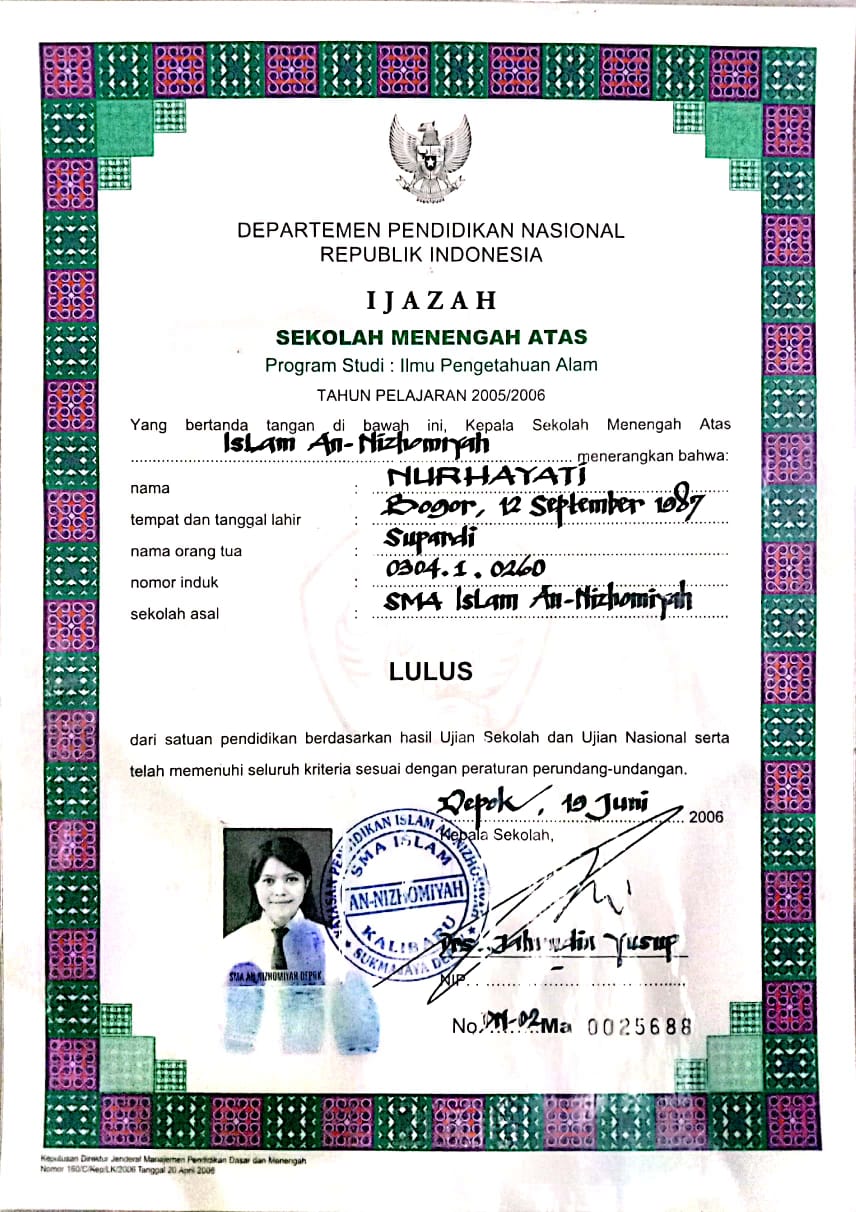 DEPARTEMEN PENDIDIKAN NASIONAL
REPUBLIK INDONESIA
IJAZAH
SEKOLAH MENENGAH ATAS
Program Studi : Ilmu Pengetahuan Alam
TAHUN PELAJARAN 2005/2006
Yang bertanda tangan di bawah ini, Kepala Sekolah Menengah Atas
Islam An-Nizhomiyah menerangkan bahwa:
nama : NURHAYATI
tempat dan tanggal lahir : Bogor, 12 September 1987
nama orang tua : Supandi
nomor induk : 0304.1.0260
sekolah asal : SMA Islam An-Nizhomiyah
LULUS
dari satuan pendidikan berdasarkan hasil Ujian Sekolah dan Ujian Nasional serta
telah memenuhi seluruh kriteria sesuai dengan peraturan perundang-undangan.
Depok, 19 Juni 2006
Kepala Sekolah,
YAYASAN PENDIDIKAN ISLAM ANNIZHOMIYAH
SMA ISLAM
AN-NIZHOMIYAH
KALIBARU
SUKMAJAYA DEPOK
SMA AN NIZHOMIYAH DEPOK
Drs. Yusup
NIP. -
No. Ma 0025688
Keputusan Direktur Jenderal Manajemen Pendidikan Dasar dan Menengah
Nomor 160/C/Kep/LK/2006 Tanggal 20 April 2006